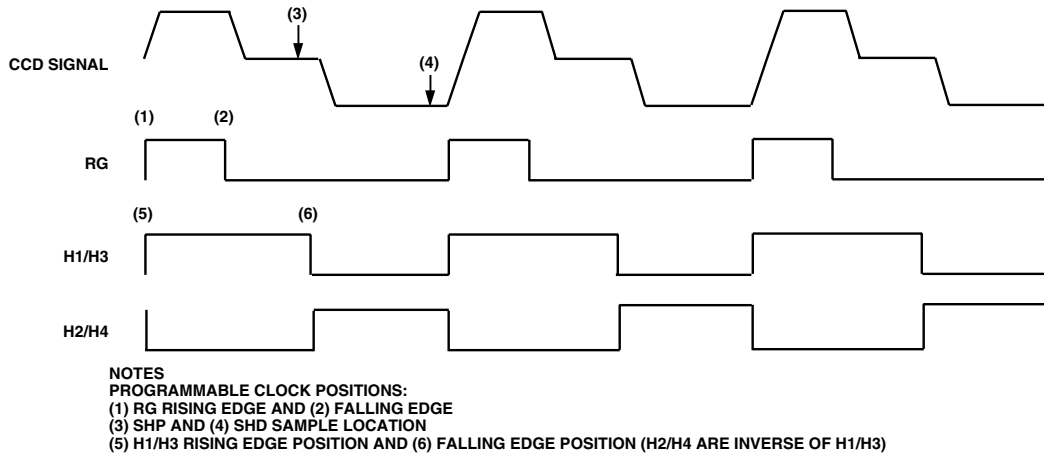 (3)
CCD SIGNAL
(4)
(1) (2)
RG
(5) (6)
H1/H3
H2/H4
NOTES
PROGRAMMABLE CLOCK POSITIONS:
(1) RG RISING EDGE AND (2) FALLING EDGE
(3) SHP AND (4) SHD SAMPLE LOCATION
(5) H1/H3 RISING EDGE POSITION AND (6) FALLING EDGE POSITION (H2/H4 ARE INVERSE OF H1/H3)